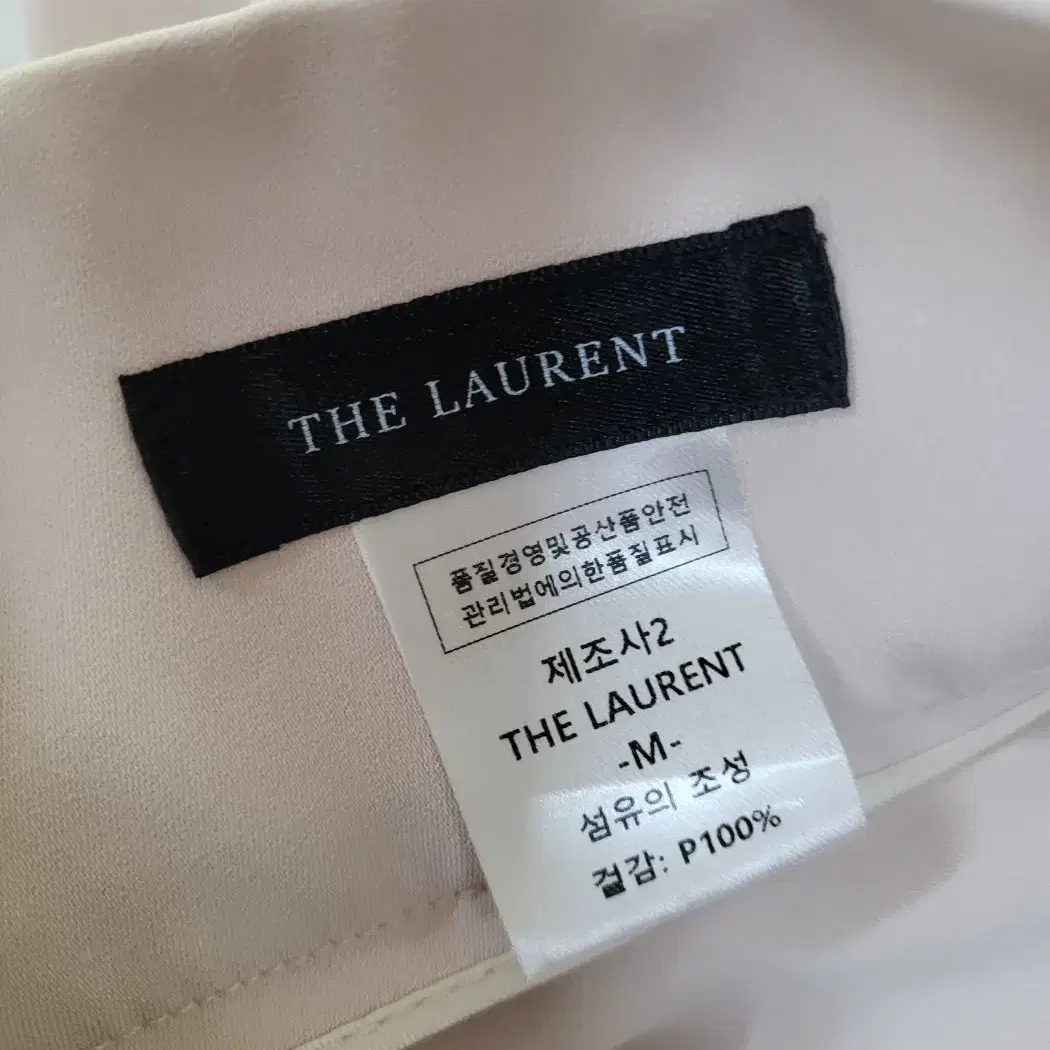 THE LAURENT
품질경영및공산품안전
관리법에의한품질표시
제조사2
THE LAURENT
-M-
섬유의 조성
겉감: P100%